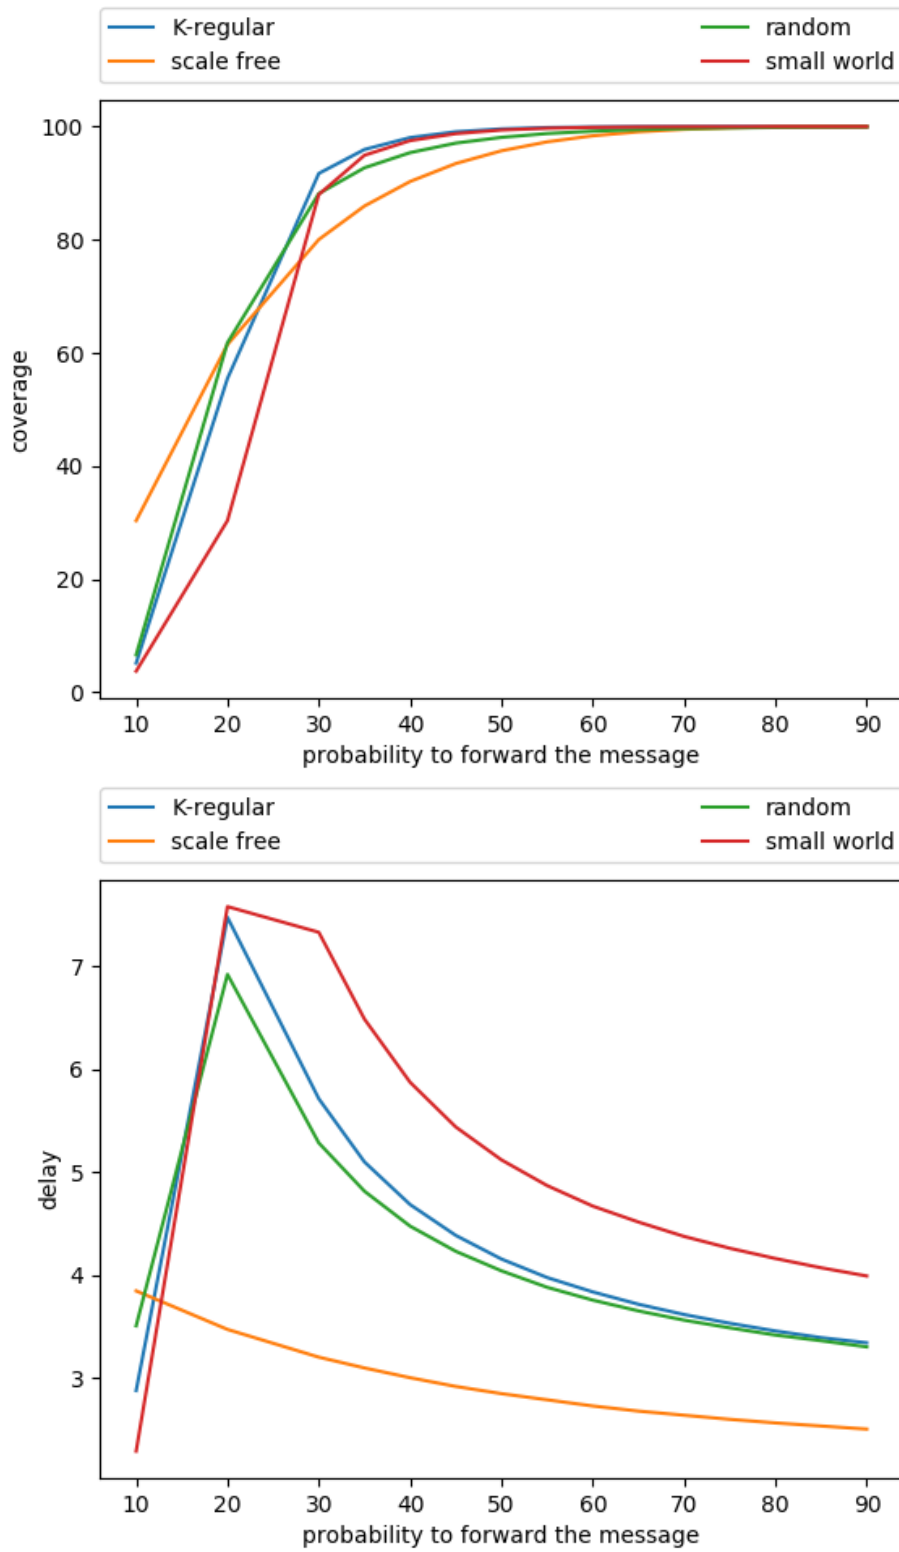 K-regular random
scale free small world
100
80
60
40
20
0
coverage
10 20 30 40 50 60 70 80 90
probability to forward the message
K-regular random
scale free small world
7
6
5
4
3
delay
10 20 30 40 50 60 70 80 90
probability to forward the message